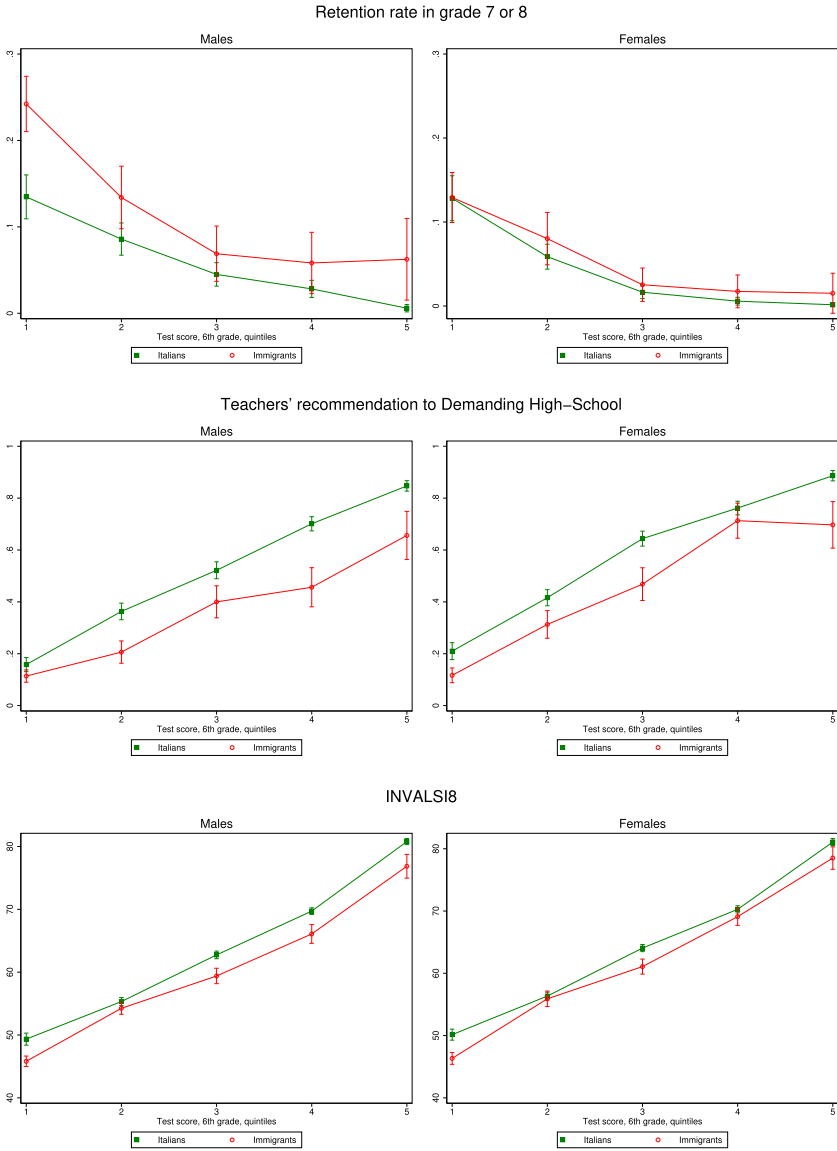 Retention rate in grade 7 or 8
Males
Females
.3
.2
.1
0
1 2 3 4 5
Test score, 6th grade, quintiles
Italians Immigrants
.3
.2
.1
0
1 2 3 4 5
Test score, 6th grade, quintiles
Italians Immigrants
Teachers' recommendation to Demanding High−School
Males
Females
1
.8
.6
.4
.2
0
1 2 3 4 5
Test score, 6th grade, quintiles
Italians Immigrants
1
.8
.6
.4
.2
0
1 2 3 4 5
Test score, 6th grade, quintiles
Italians Immigrants
INVALSI8
Males
Females
80
70
60
50
40
1 2 3 4 5
Test score, 6th grade, quintiles
Italians Immigrants
80
70
60
50
40
1 2 3 4 5
Test score, 6th grade, quintiles
Italians Immigrants